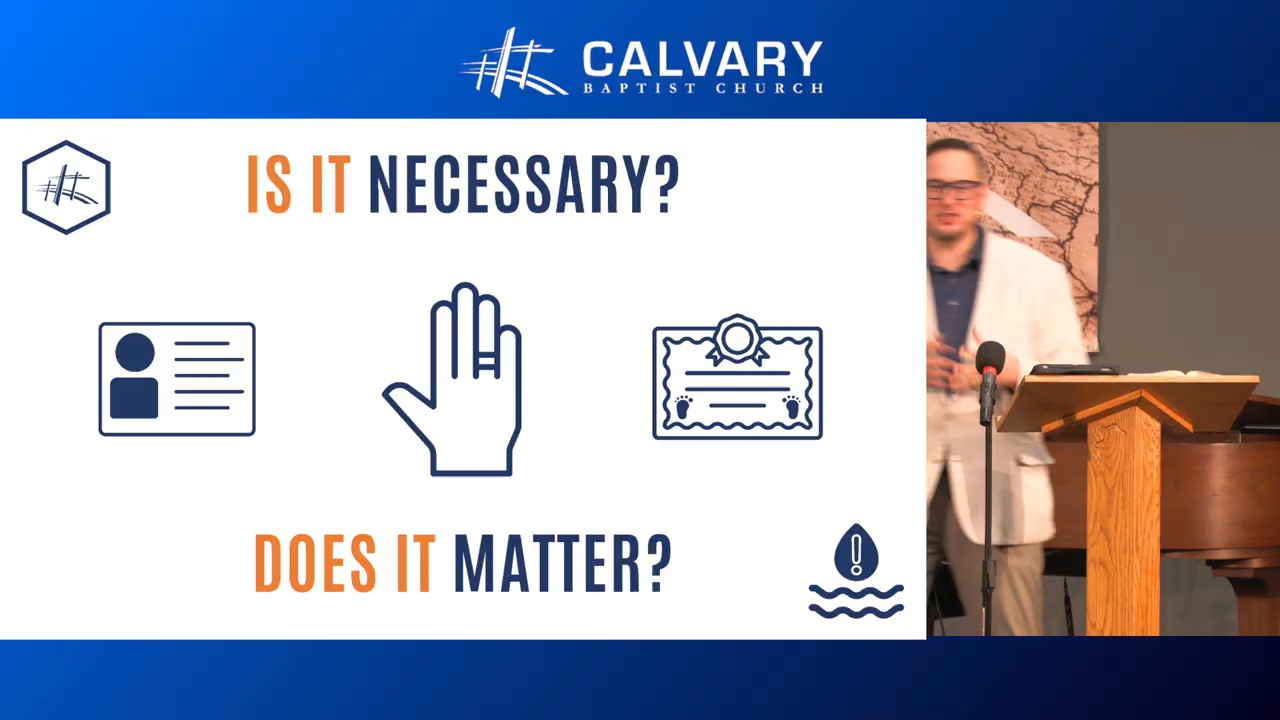 CALVARY
BAPTIST CHURCH
IS IT NECESSARY?
DOES IT MATTER?